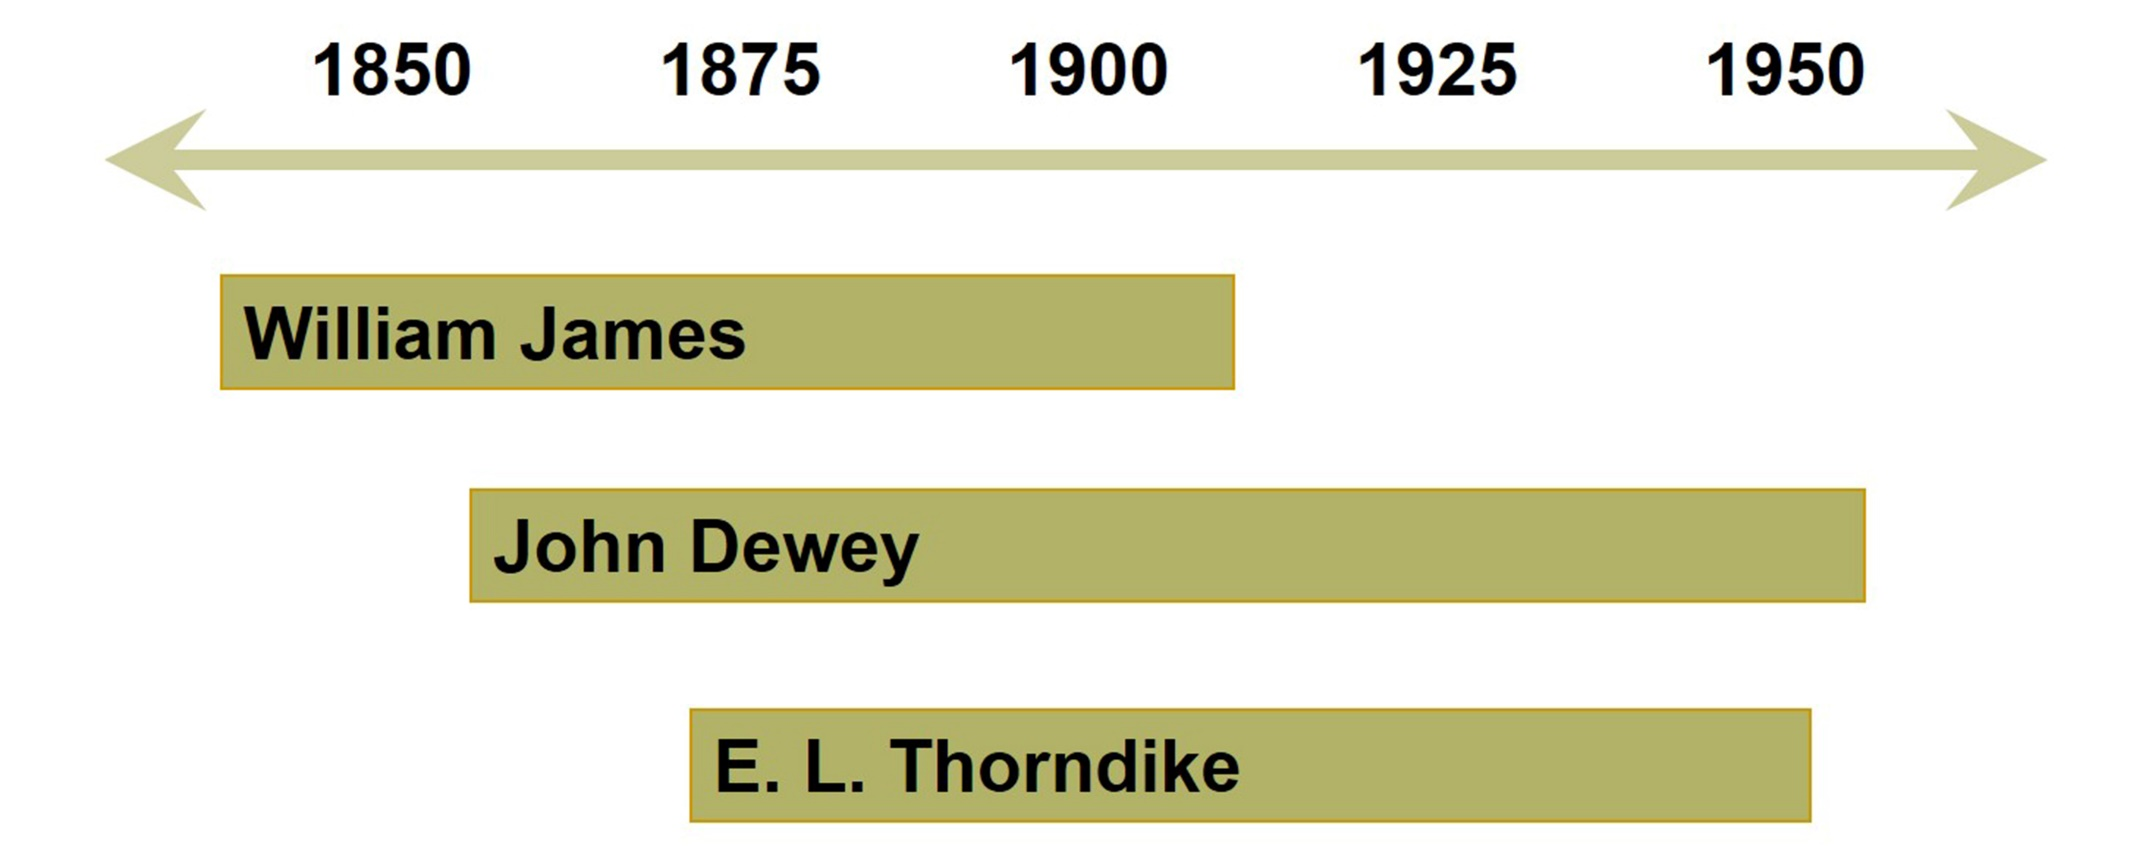 1850 1875 1900 1925 1950
William James
John Dewey
E. L. Thorndike